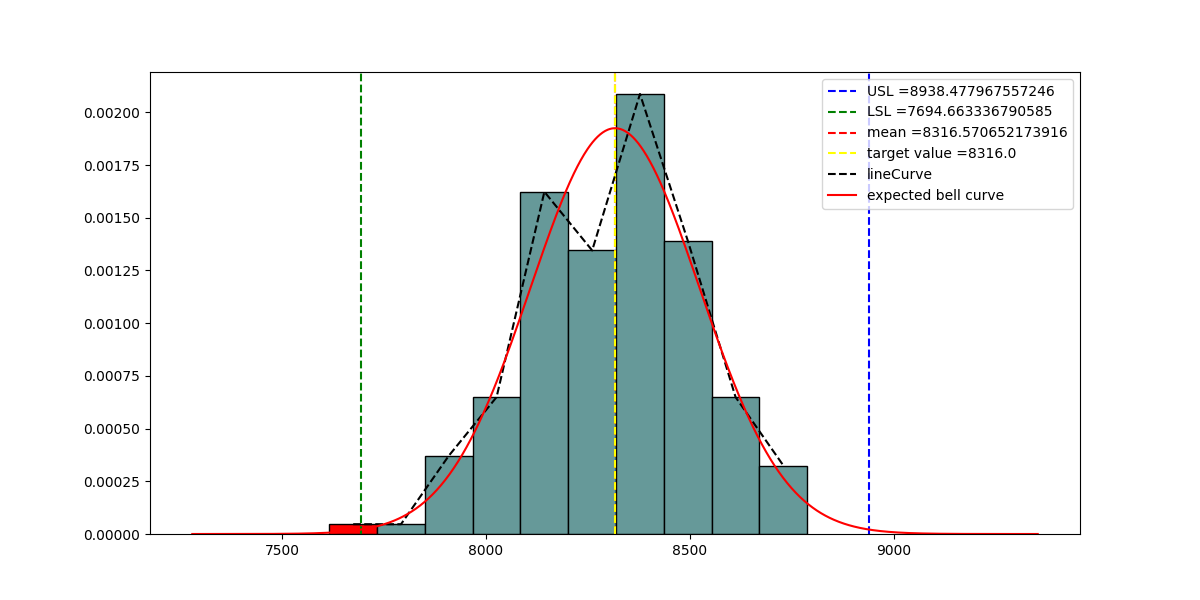 0.00200
0.00175
0.00150
0.00125
0.00100
0.00075
0.00050
0.00025
0.00000
7500
8000
8500
9000
USL =8938.477967557246
LSL =7694.663336790585
mean =8316.570652173916
target value =8316.0
lineCurve
expected bell curve